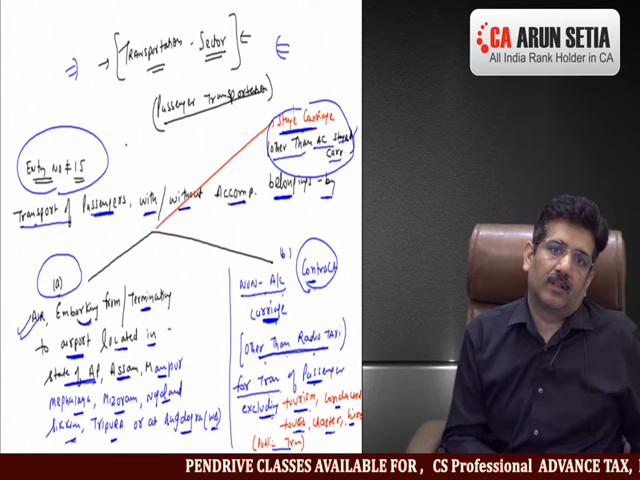 CA ARUN SETIA
All India Rank Holder in CA
⇒ → [Transportation - Sector] ⇐ ∈
(Passenger Transportation)
Stage Carriage
Other Than AC Stage
Carr.
Entry No # 15
Transport of Passengers, with/without Accomp. belongings - by
(a)
Air, Embarking form/Terminating
to airport located in -
State of AP, Assam, Manpur
Meghalaya, Mizoram, Nagaland
Sikkim, Tripura or at Bagdogra (WB)
b) Contract
NON-A/C
Carriage
(Other Than Radio Taxi)
for Tran of Passenger
excluding tourism, conducted
tours, charter, hire
(Public Tran)
PENDRIVE CLASSES AVAILABLE FOR , CS Professional ADVANCE TAX,